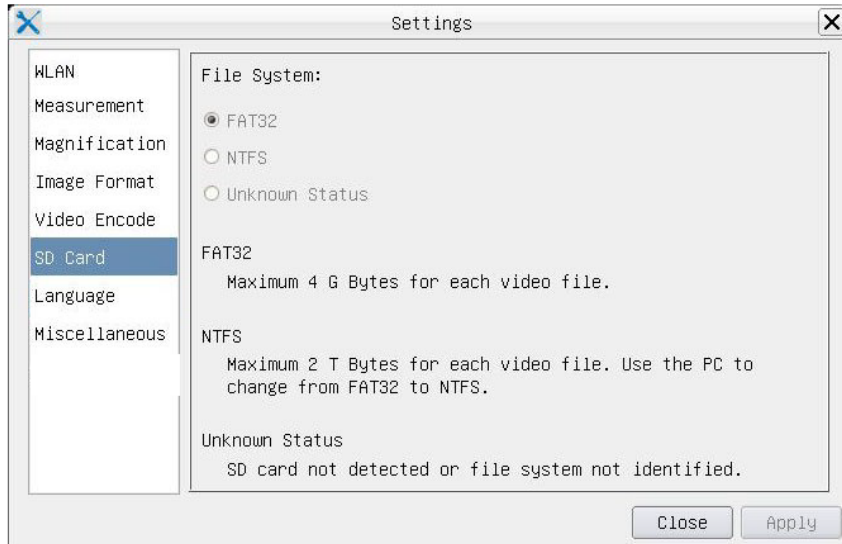 Settings
WLAN
Measurement
Magnification
Image Format
Video Encode
SD Card
Language
Miscellaneous
File System:
FAT32
NTFS
Unknown Status
FAT32
Maximum 4 G Bytes for each video file.
NTFS
Maximum 2 T Bytes for each video file. Use the PC to
change from FAT32 to NTFS.
Unknown Status
SD card not detected or file system not identified.
Close
Apply